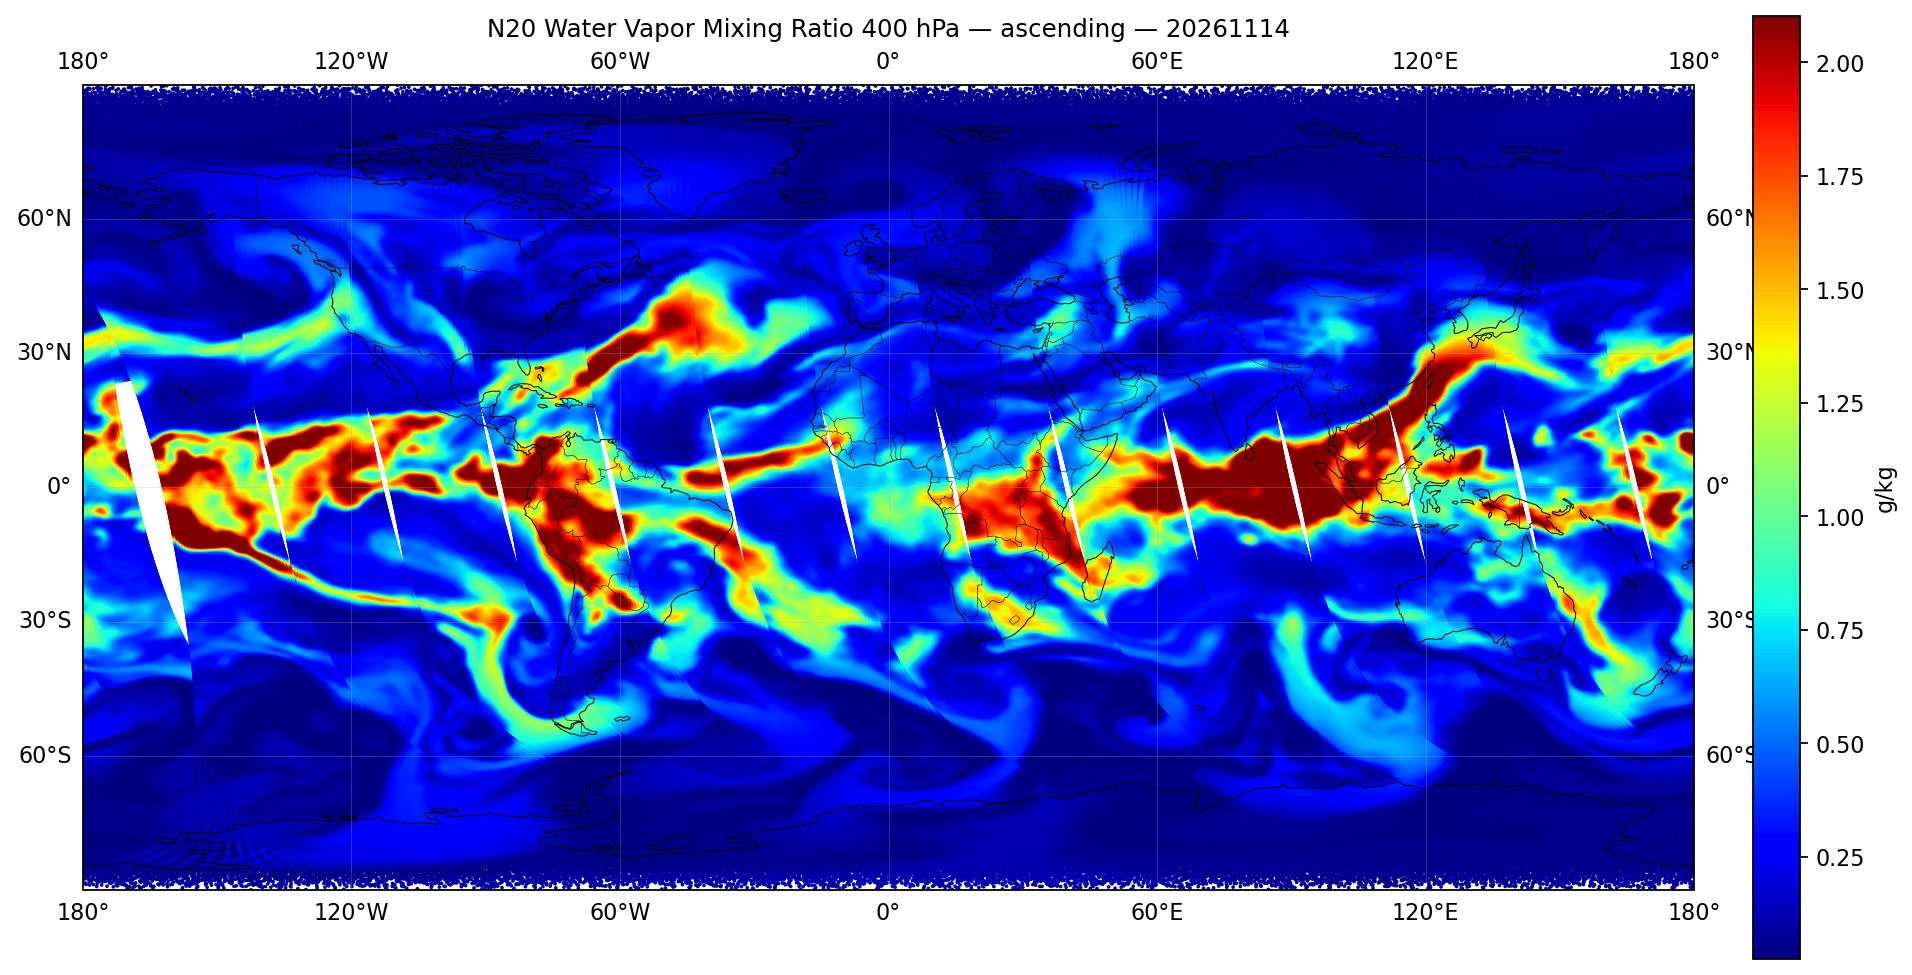 N20 Water Vapor Mixing Ratio 400 hPa — ascending — 20261114
180° 120°W 60°W 0° 60°E 120°E 180°
2.00
1.75
60°N 60°N
1.50
30°N 30°N
1.25
0° 0°
g/kg
1.00
30°S 30°S
0.75
60°S 60°S
0.50
0.25
180° 120°W 60°W 0° 60°E 120°E 180°